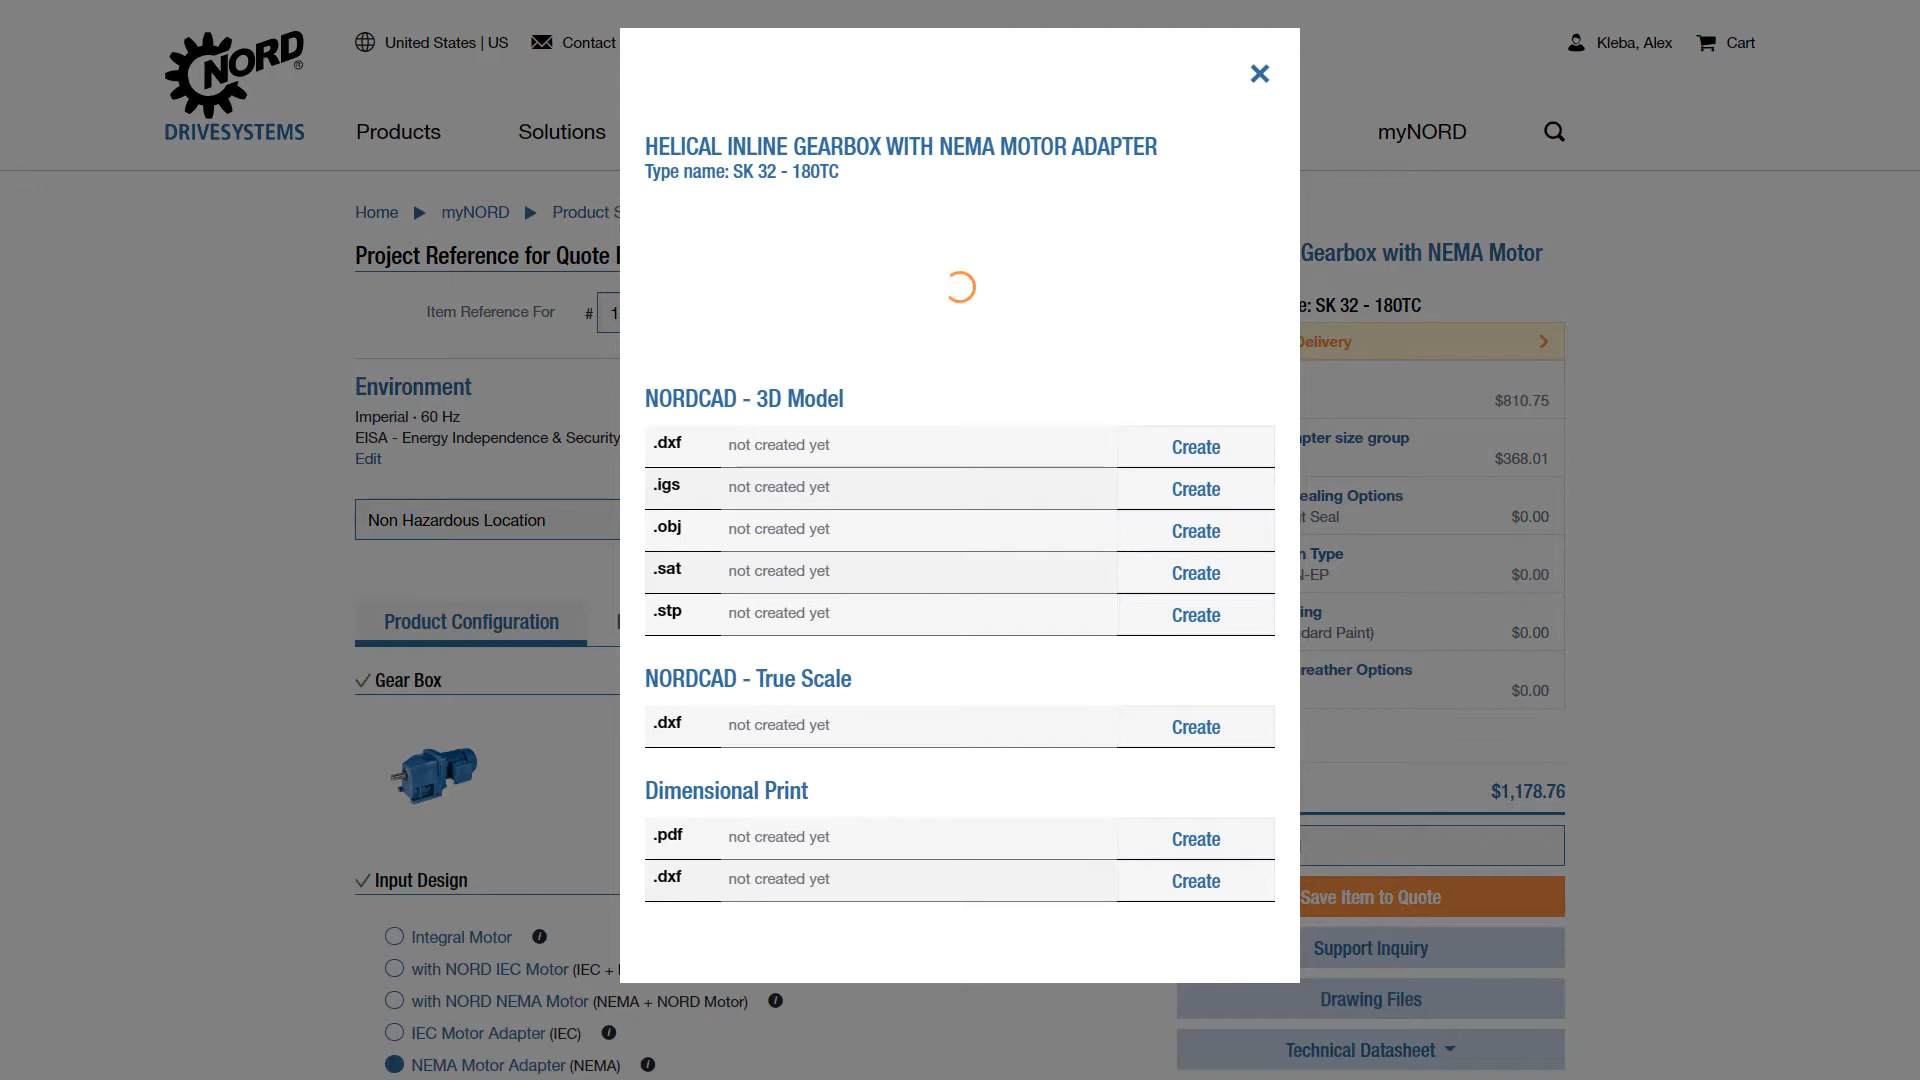 NORD
®
DRIVESYSTEMS
United States | US
Contact
Kleba, Alex
Cart
Products
Solutions
myNORD
Home
myNORD
Product S
Project Reference for Quote
Item Reference For
# 1
Environment
Imperial · 60 Hz
EISA - Energy Independence & Security
Edit
Non Hazardous Location
Product Configuration
Gear Box
Input Design
Integral Motor
with NORD IEC Motor (IEC +
with NORD NEMA Motor (NEMA + NORD Motor)
IEC Motor Adapter (IEC)
NEMA Motor Adapter (NEMA)
HELICAL INLINE GEARBOX WITH NEMA MOTOR ADAPTER
Type name: SK 32 - 180TC
NORDCAD - 3D Model
.dxf not created yet Create
.igs not created yet Create
.obj not created yet Create
.sat not created yet Create
.stp not created yet Create
NORDCAD - True Scale
.dxf not created yet Create
Dimensional Print
.pdf not created yet Create
.dxf not created yet Create
Gearbox with NEMA Motor
e: SK 32 - 180TC
Delivery
$810.75
pter size group
$368.01
ealing Options
t Seal $0.00
n Type
-EP $0.00
ing
dard Paint) $0.00
reather Options
$0.00
$1,178.76
Save Item to Quote
Support Inquiry
Drawing Files
Technical Datasheet